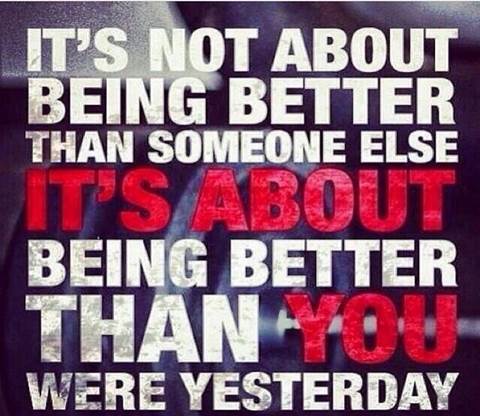 IT'S NOT ABOUT
BEING BETTER
THAN SOMEONE ELSE
IT'S ABOUT
BEING BETTER
THAN YOU
WERE YESTERDAY